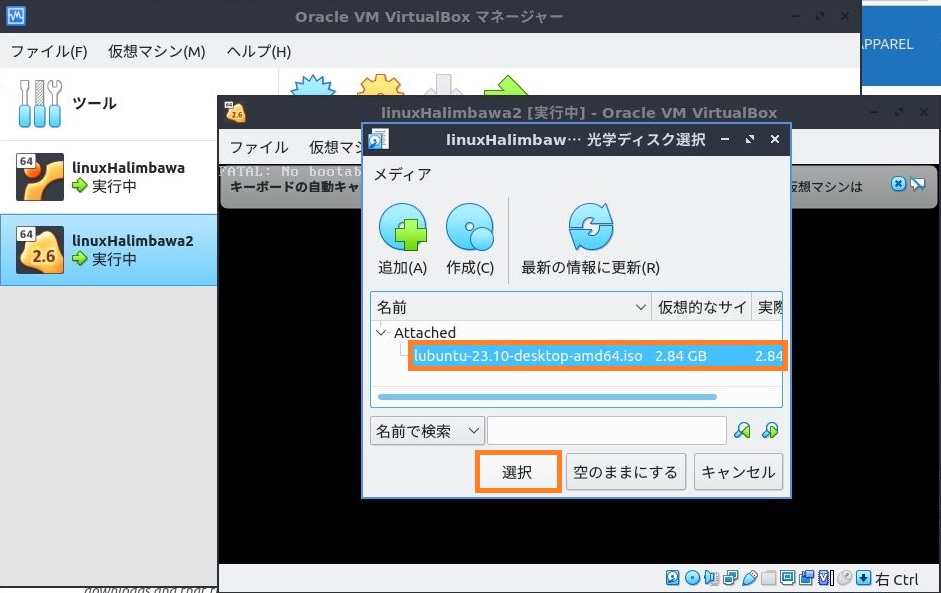 Oracle VM VirtualBox マネージャー
ファイル(F) 仮想マシン(M) ヘルプ(H)
APPAREL
ツール
64
linuxHalimbawa
実行中
64
2.6
linuxHalimbawa2
実行中
64
2.6
linuxHalimbawa2 [実行中] - Oracle VM VirtualBox
ファイル 仮想マシ
FATAL: No bootab
キーボードの自動キャ
仮想マシンは
linuxHalimbaw… 光学ディスク選択
メディア
追加(A) 作成(C) 最新の情報に更新(R)
名前 仮想的なサイ 実際
Attached
lubuntu-23.10-desktop-amd64.iso 2.84 GB 2.84
名前で検索
選択 空のままにする キャンセル
右 Ctrl